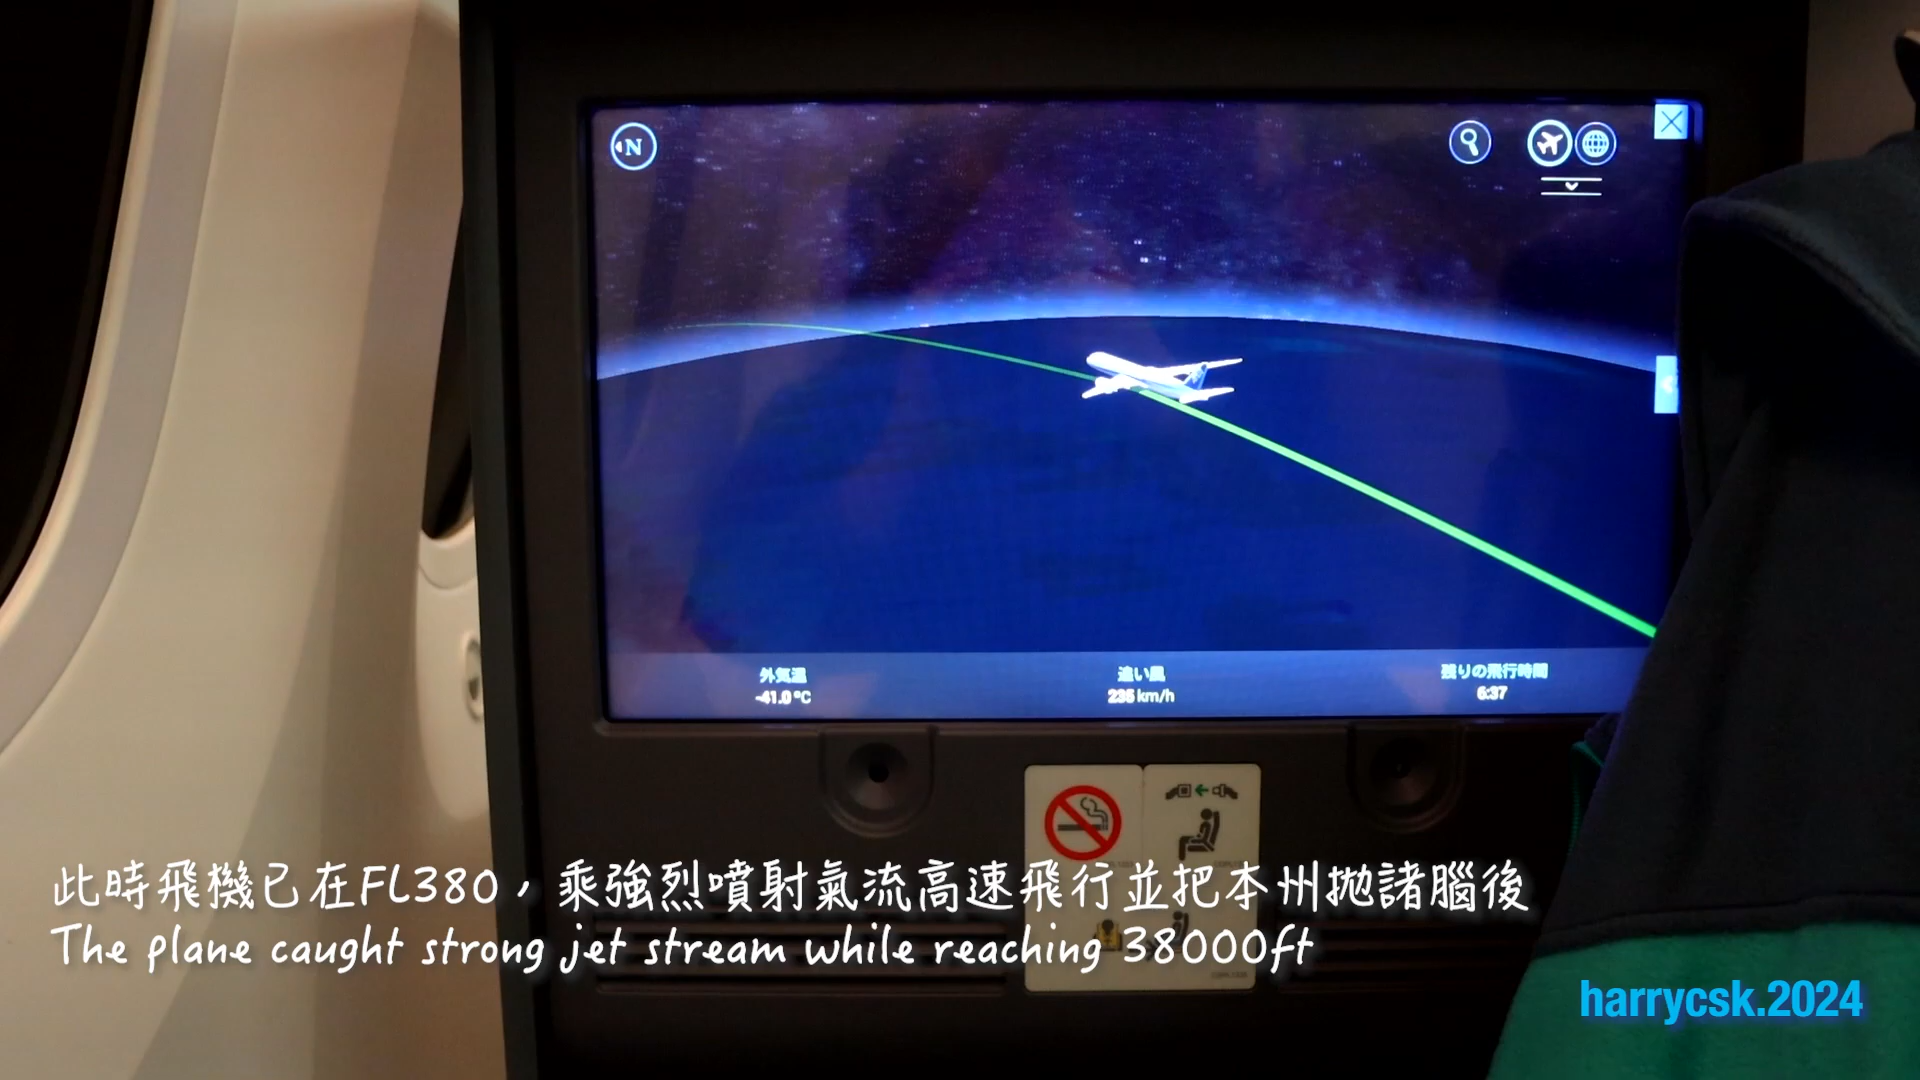 N
外気温
-41.0 °C
追い風
235 km/h
残りの飛行時間
6:37
此時飛機已在FL380，乘強烈噴射氣流高速飛行並把本州拋諸腦後
The plane caught strong jet stream while reaching 38000ft
harrycsk.2024